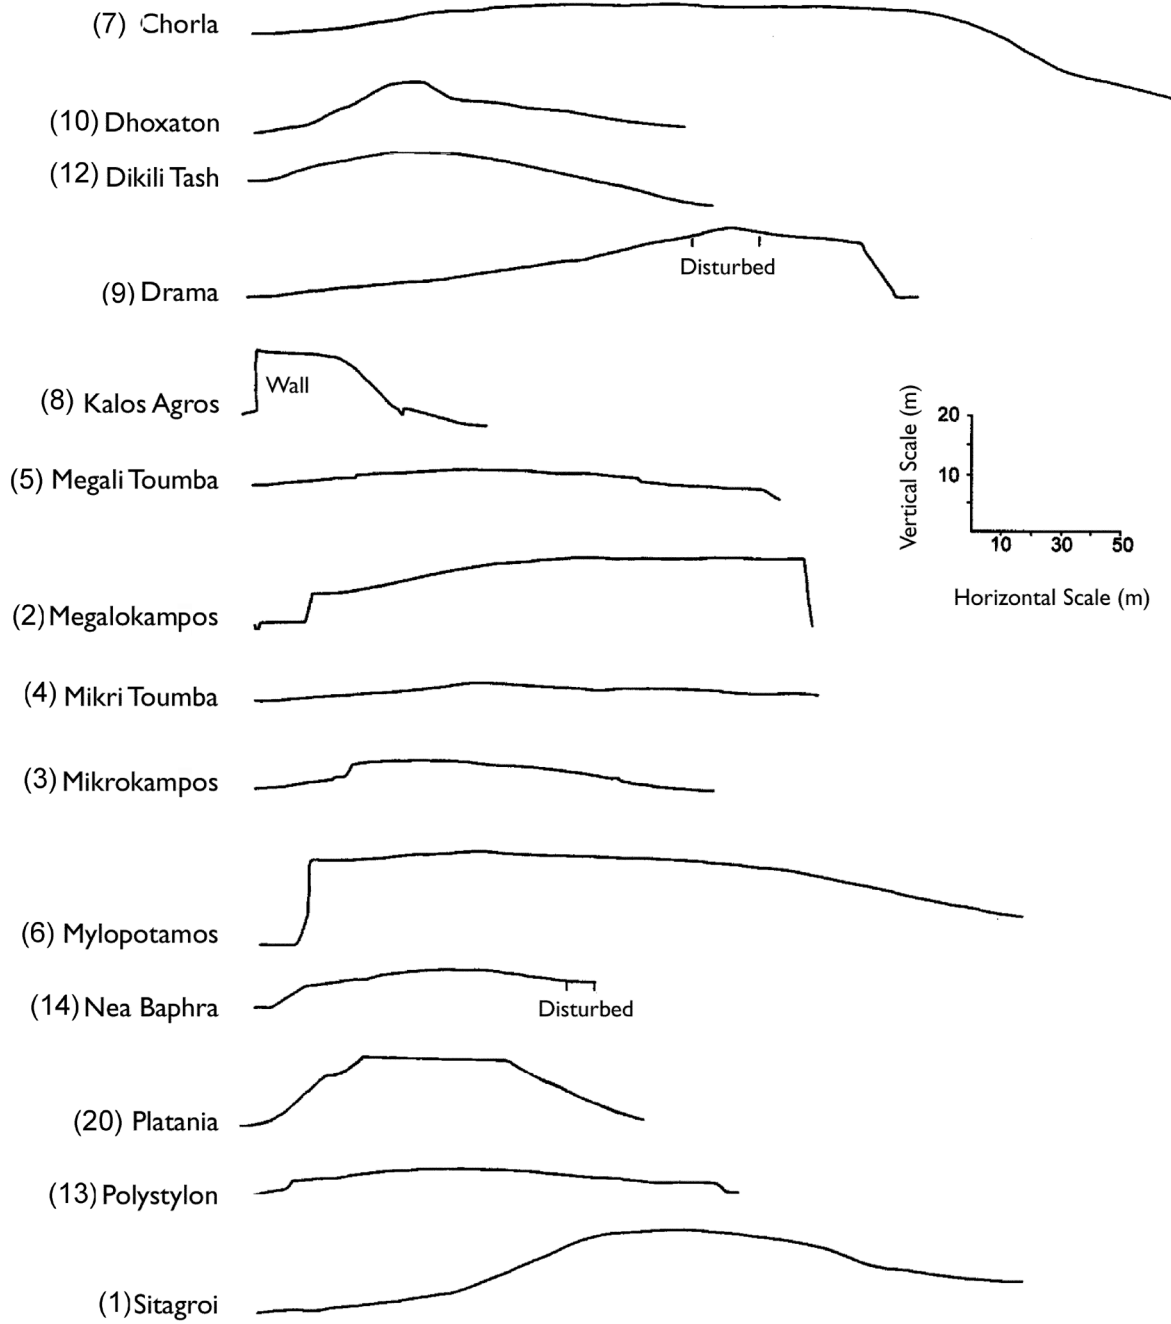 (7) Chorla
(10) Dhoxaton
(12) Dikili Tash
(9) Drama
Disturbed
(8) Kalos Agros
Wall
(5) Megali Toumba
Vertical Scale (m)
20
10
10 30 50
Horizontal Scale (m)
(2) Megalokampos
(4) Mikri Toumba
(3) Mikrokampos
(6) Mylopotamos
(14) Nea Baphra
Disturbed
(20) Platania
(13) Polystylon
(1) Sitagroi